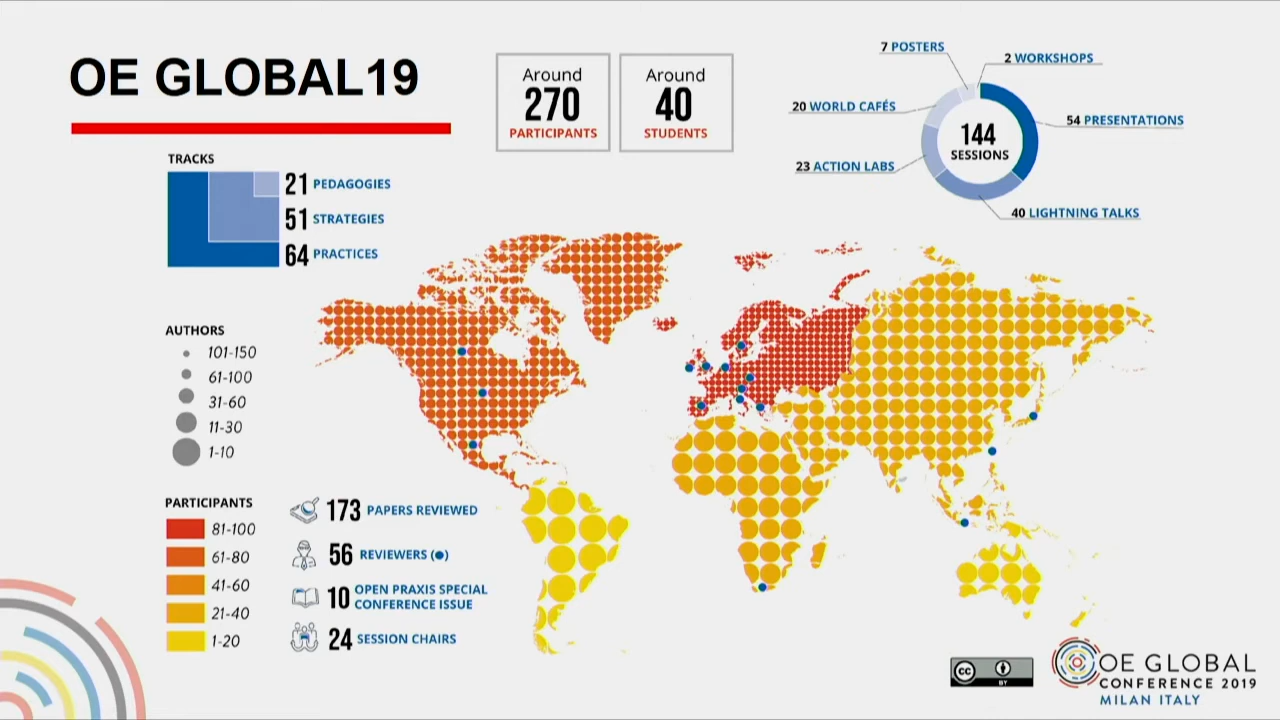 OE GLOBAL19
Around
270
PARTICIPANTS
Around
40
STUDENTS
7 POSTERS
2 WORKSHOPS
20 WORLD CAFÉS
54 PRESENTATIONS
144
SESSIONS
23 ACTION LABS
40 LIGHTNING TALKS
TRACKS
21 PEDAGOGIES
51 STRATEGIES
64 PRACTICES
AUTHORS
101-150
61-100
31-60
11-30
1-10
PARTICIPANTS
81-100
61-80
41-60
21-40
1-20
173 PAPERS REVIEWED
56 REVIEWERS (●)
10 OPEN PRAXIS SPECIAL
CONFERENCE ISSUE
24 SESSION CHAIRS
cc
BY
OE GLOBAL
CONFERENCE 2019
MILAN ITALY